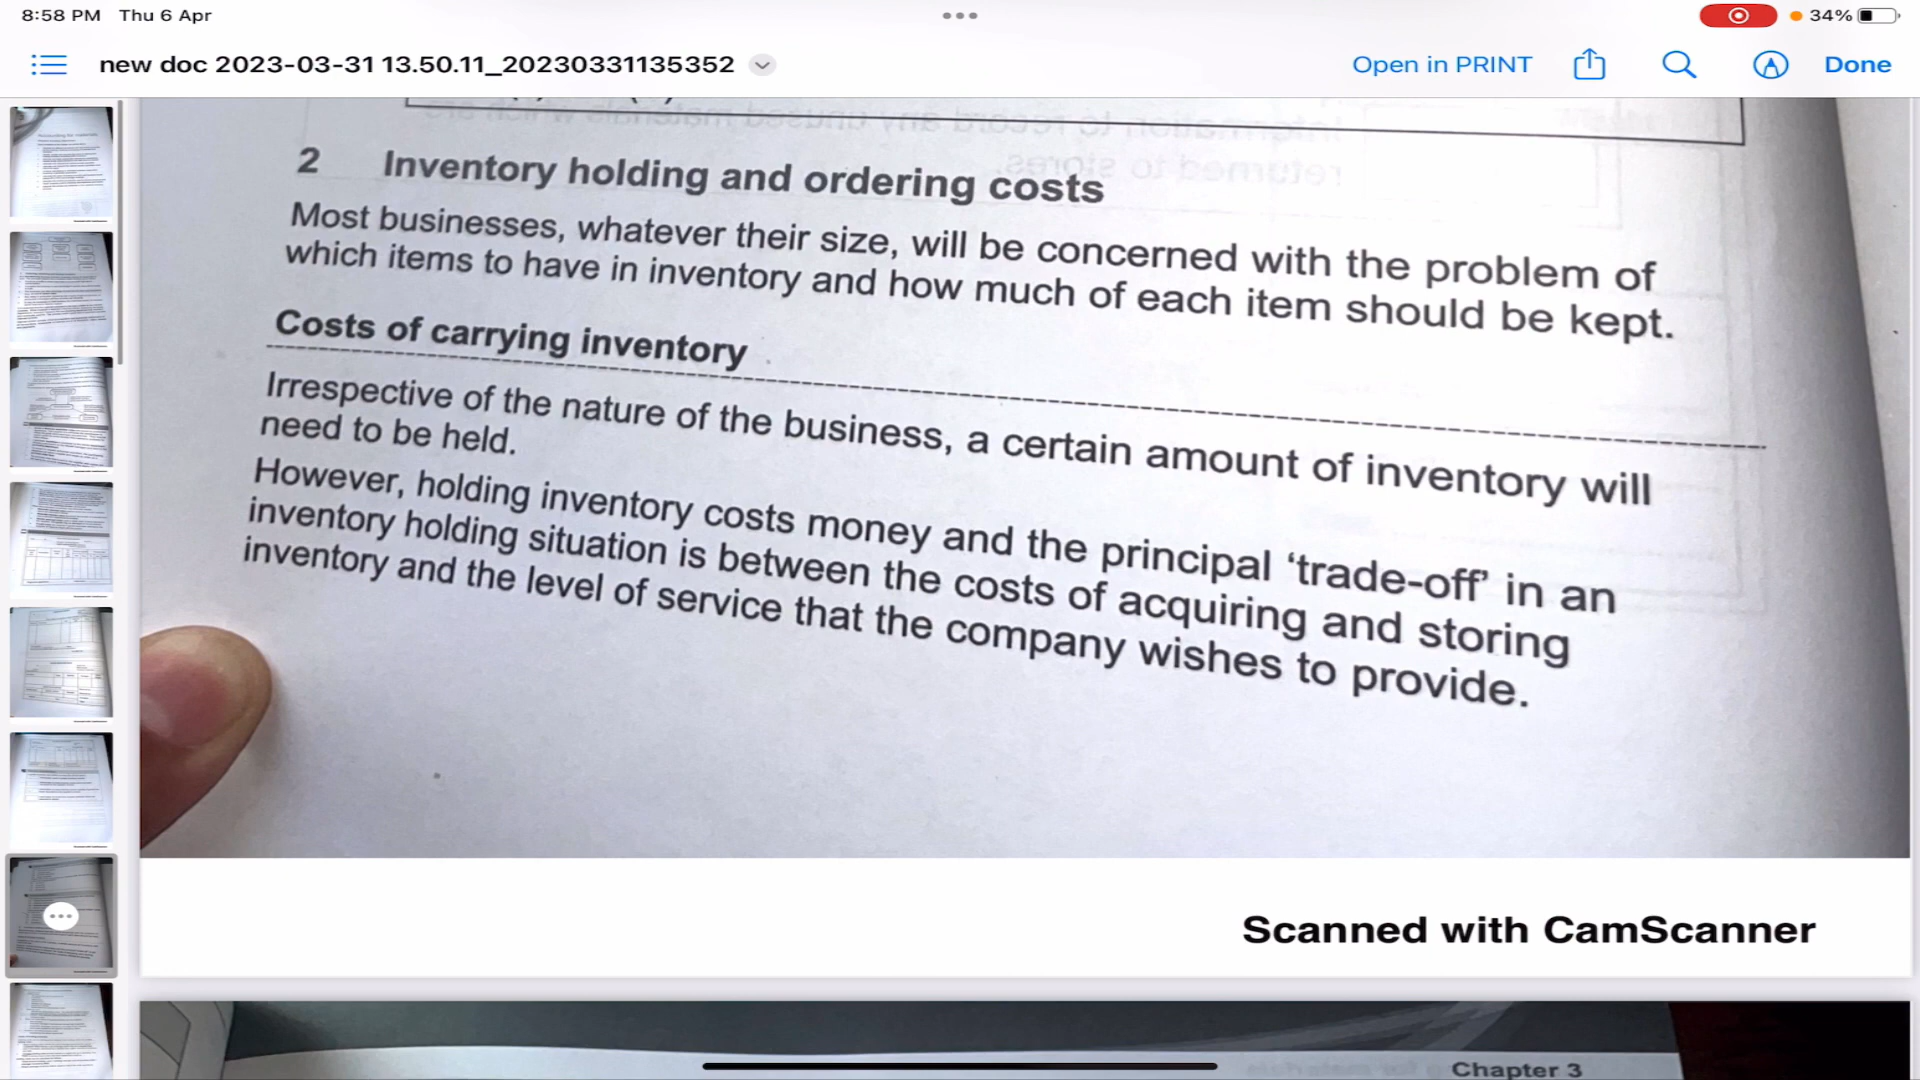 8:58 PM Thu 6 Apr
34%
new doc 2023-03-31 13.50.11_20230331135352
Open in PRINT
Done
2 Inventory holding and ordering costs
Most businesses, whatever their size, will be concerned with the problem of
which items to have in inventory and how much of each item should be kept.
Costs of carrying inventory
Irrespective of the nature of the business, a certain amount of inventory will
need to be held.
However, holding inventory costs money and the principal ‘trade-off’ in an
inventory holding situation is between the costs of acquiring and storing
inventory and the level of service that the company wishes to provide.
Scanned with CamScanner
Chapter 3